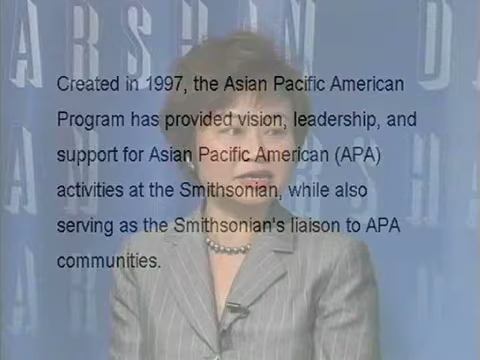 ARSHAN D
Created in 1997, the Asian Pacific American
Program has provided vision, leadership, and
support for Asian Pacific American (APA)
activities at the Smithsonian, while also
serving as the Smithsonian's liaison to APA
communities.